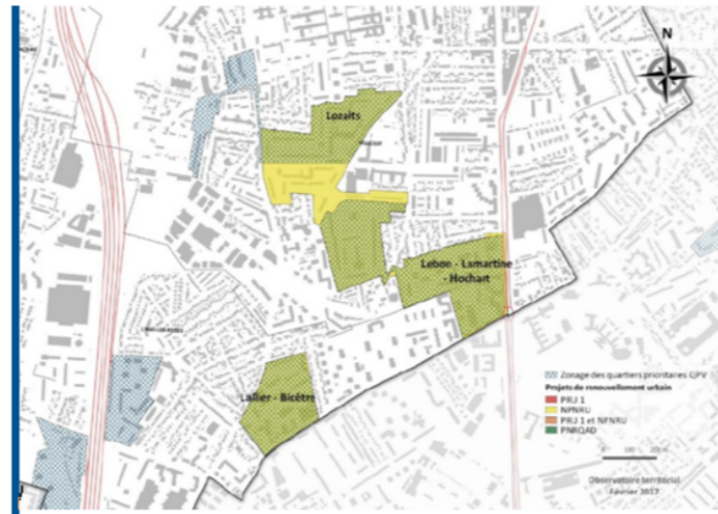 N
Lozaits
Lebon - Lamartine
- Hochart
Lallier - Bicêtre
Zonage des quartiers prioritaires QPV
Projets de renouvellement urbain
PRU 1
NPNRU
PRU 1 et NPNRU
PNRQAD
Observatoire territorial
Février 2017